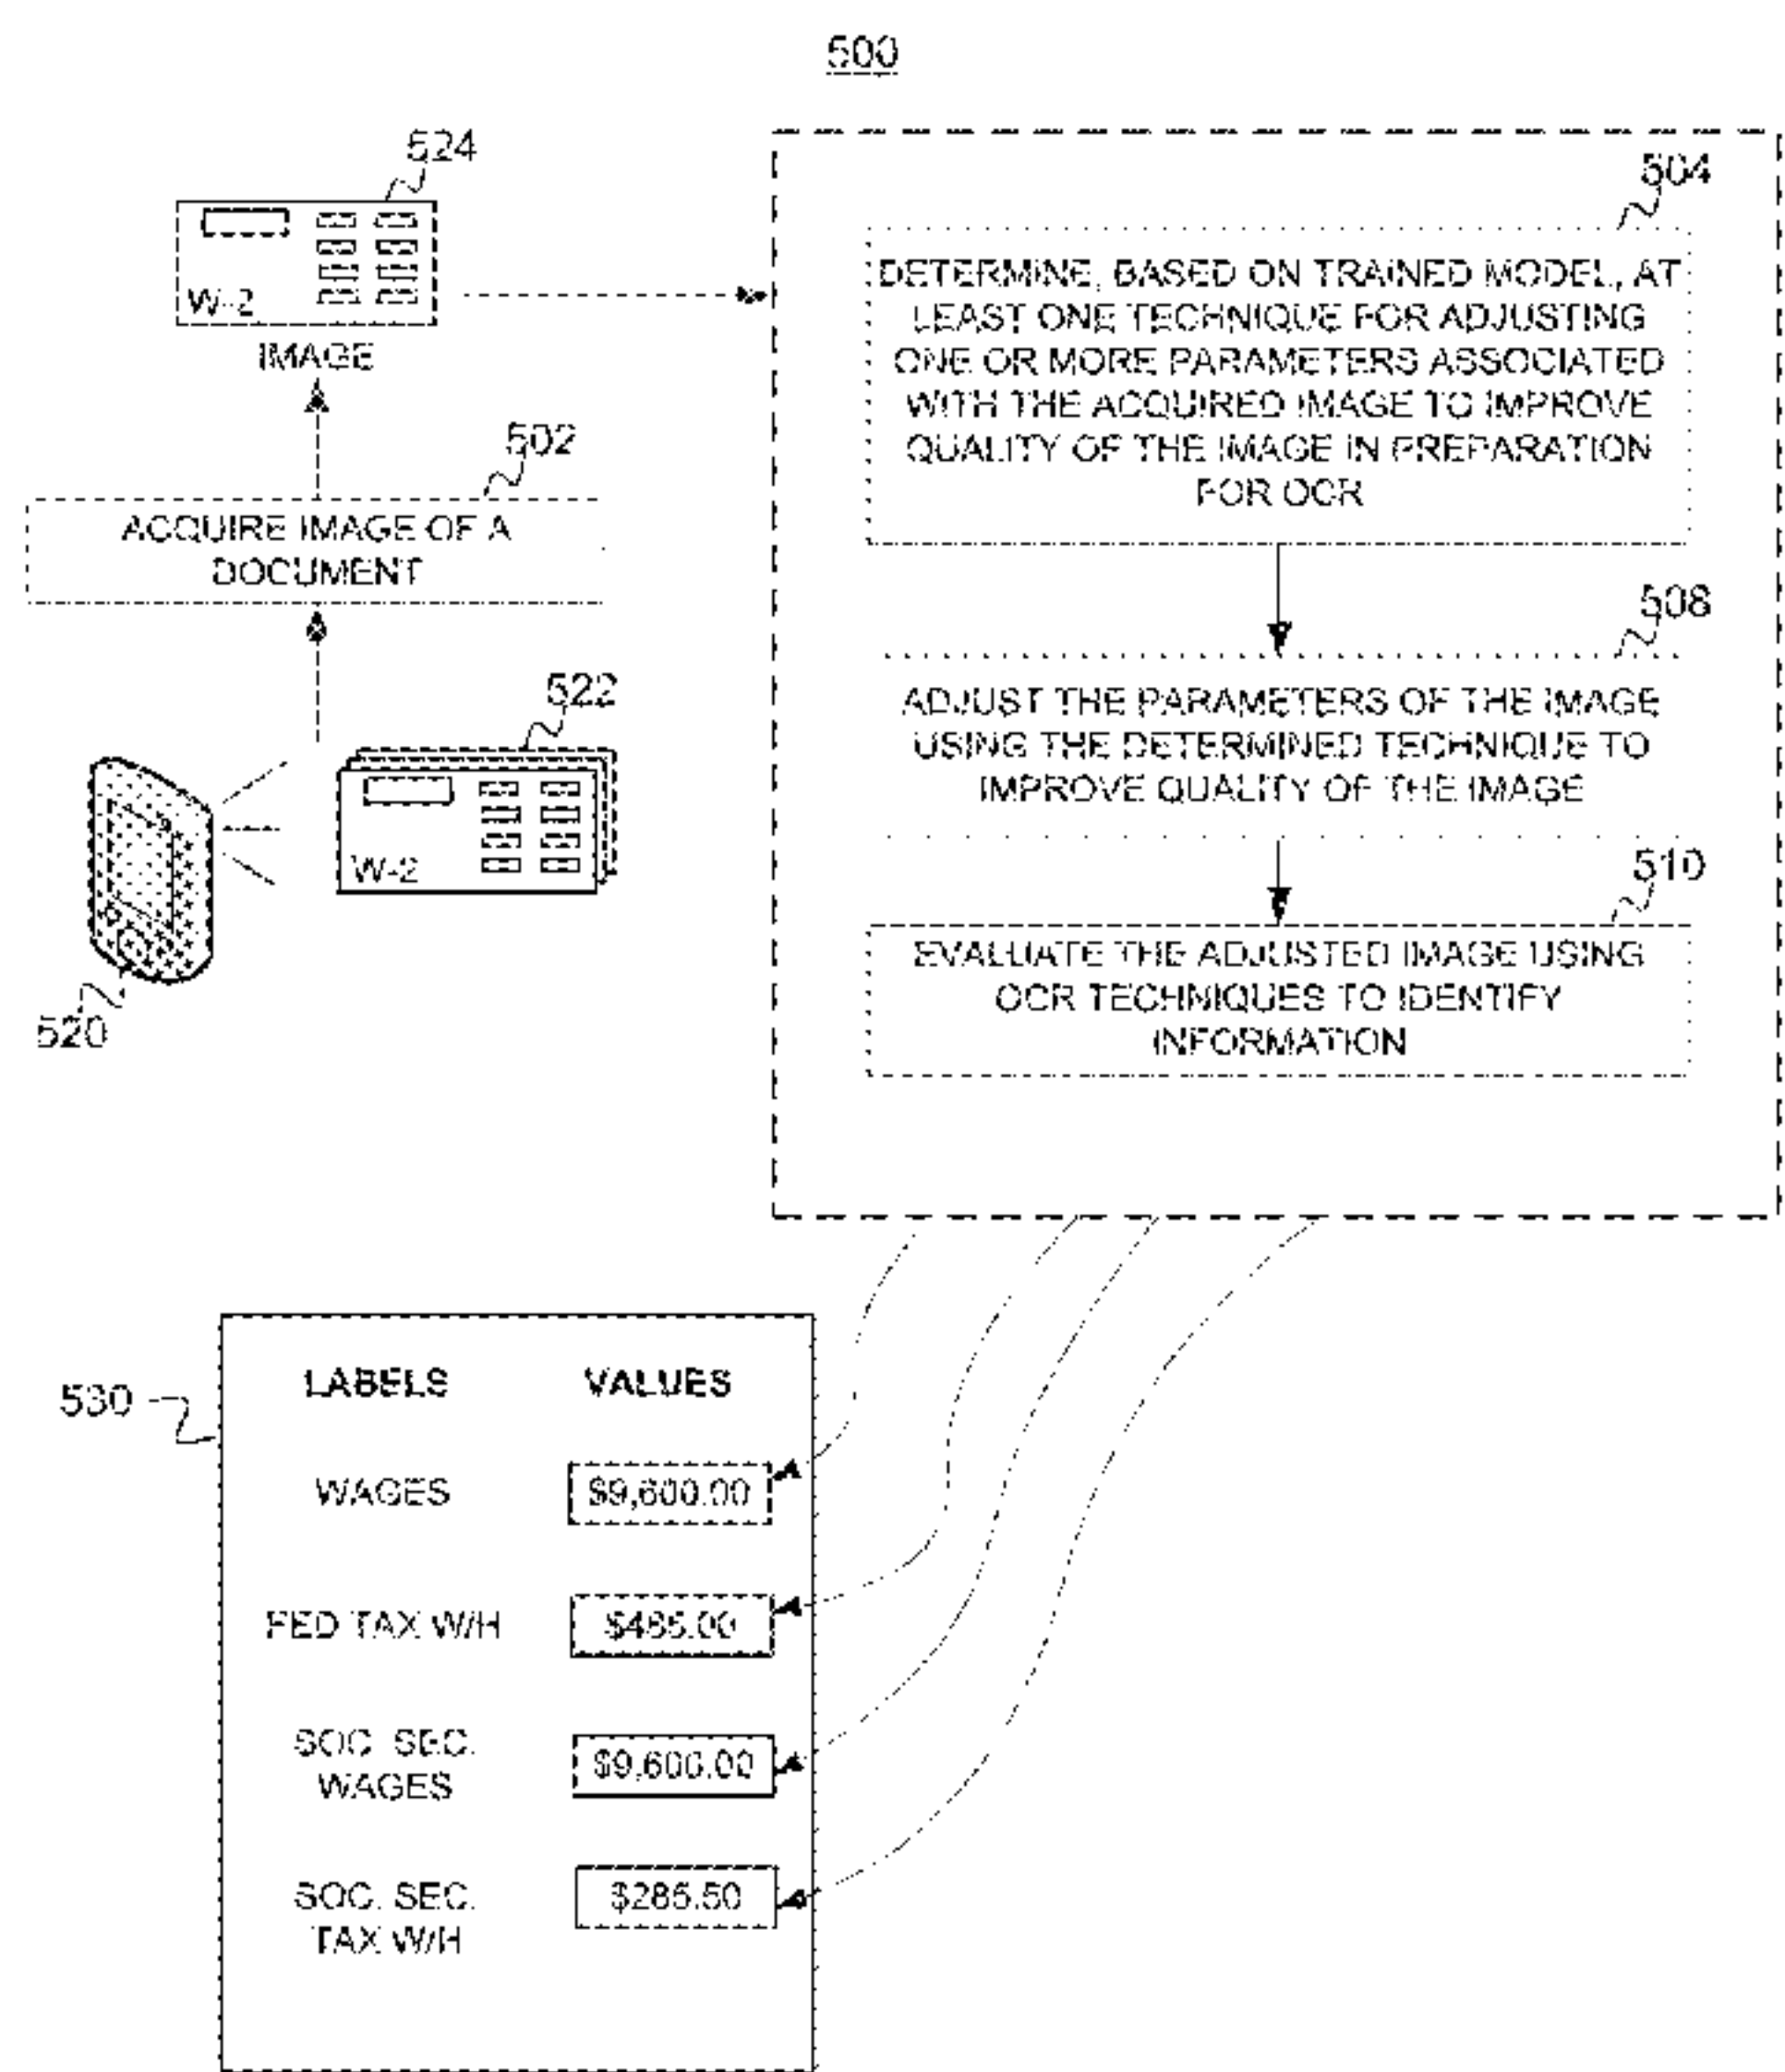 500
524
W-2
IMAGE
502
ACQUIRE IMAGE OF A
DOCUMENT
522
W-2
520
504
DETERMINE, BASED ON TRAINED MODEL, AT
LEAST ONE TECHNIQUE FOR ADJUSTING
ONE OR MORE PARAMETERS ASSOCIATED
WITH THE ACQUIRED IMAGE TO IMPROVE
QUALITY OF THE IMAGE IN PREPARATION
FOR OCR
508
ADJUST THE PARAMETERS OF THE IMAGE
USING THE DETERMINED TECHNIQUE TO
IMPROVE QUALITY OF THE IMAGE
510
EVALUATE THE ADJUSTED IMAGE USING
OCR TECHNIQUES TO IDENTIFY
INFORMATION
530
LABELS VALUES
WAGES $9,600.00
FED TAX W/H
SOC. SEC.
WAGES $9,600.00
SOC. SEC.
TAX W/H